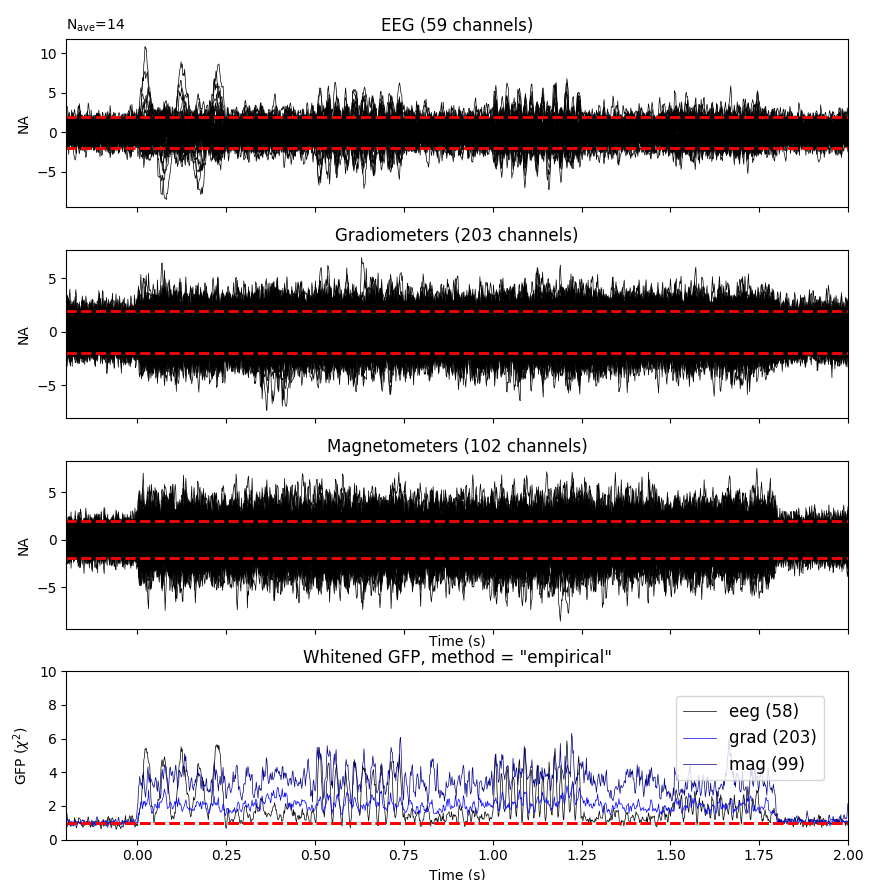 Nave=14
EEG (59 channels)
10
5
0
−5
NA
Gradiometers (203 channels)
5
0
−5
NA
Magnetometers (102 channels)
5
0
−5
NA
Time (s)
Whitened GFP, method = "empirical"
10
8
6
4
2
0
GFP (χ²)
eeg (58)
grad (203)
mag (99)
0.00 0.25 0.50 0.75 1.00 1.25 1.50 1.75 2.00
Time (s)